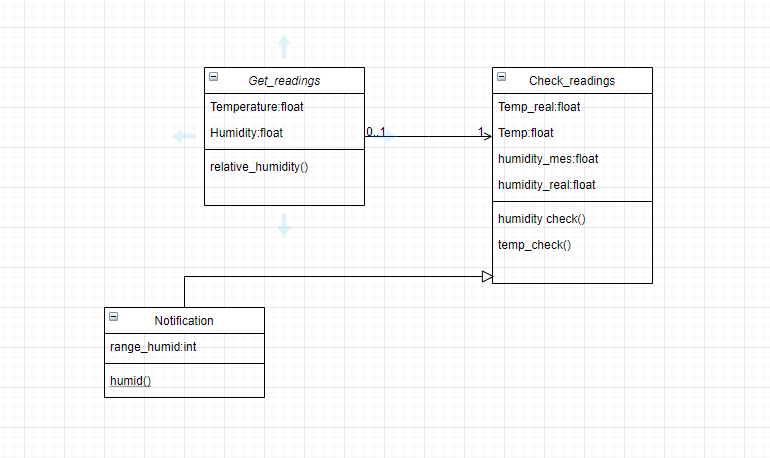 Get_readings
Temperature:float
Humidity:float
relative_humidity()
0..1
1
Check_readings
Temp_real:float
Temp:float
humidity_mes:float
humidity_real:float
humidity check()
temp_check()
Notification
range_humid:int
humid()